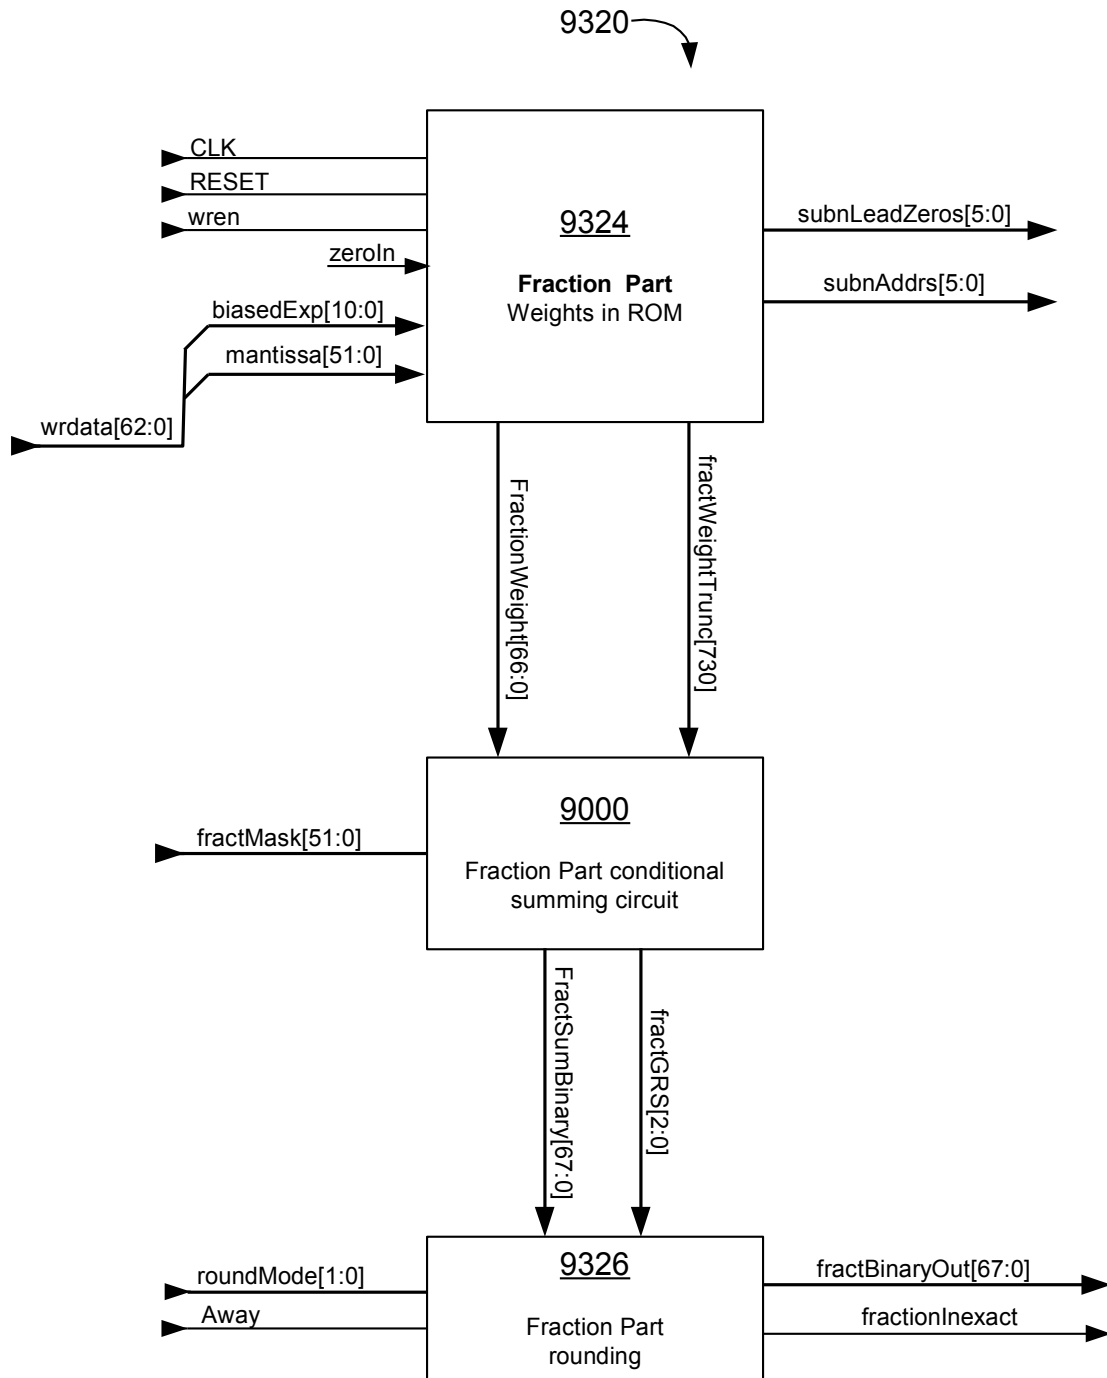 9320
CLK
RESET
wren
zeroIn
biasedExp[10:0]
mantissa[51:0]
wrdata[62:0]
9324
Fraction Part
Weights in ROM
subnLeadZeros[5:0]
subnAddrs[5:0]
FractionWeight[66:0]
fractWeightTrunc[730]
fractMask[51:0]
9000
Fraction Part conditional
summing circuit
FractSumBinary[67:0]
fractGRS[2:0]
roundMode[1:0]
Away
9326
Fraction Part
rounding
fractBinaryOut[67:0]
fractionInexact